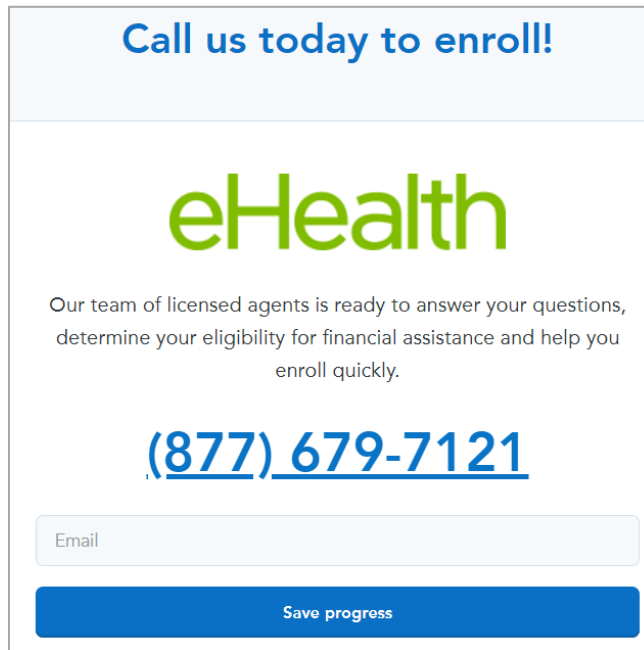 Call us today to enroll!
eHealth
Our team of licensed agents is ready to answer your questions,
determine your eligibility for financial assistance and help you
enroll quickly.
(877) 679-7121
Email
Save progress